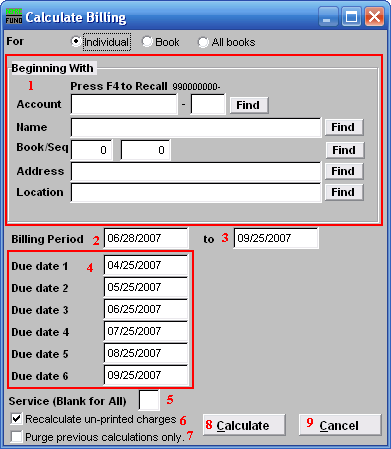 FUND Calculate Billing
For Individual Book All books
Beginning With
1 Press F4 to Recall 990000000-
Account - Find
Name Find
Book/Seq 0 0 Find
Address Find
Location Find
Billing Period 2 06/28/2007 to 3 09/25/2007
Due date 1 4 04/25/2007
Due date 2 05/25/2007
Due date 3 06/25/2007
Due date 4 07/25/2007
Due date 5 08/25/2007
Due date 6 09/25/2007
Service (Blank for All) 5
Recalculate un-printed charges 6
Purge previous calculations only. 7
8 Calculate 9 Cancel